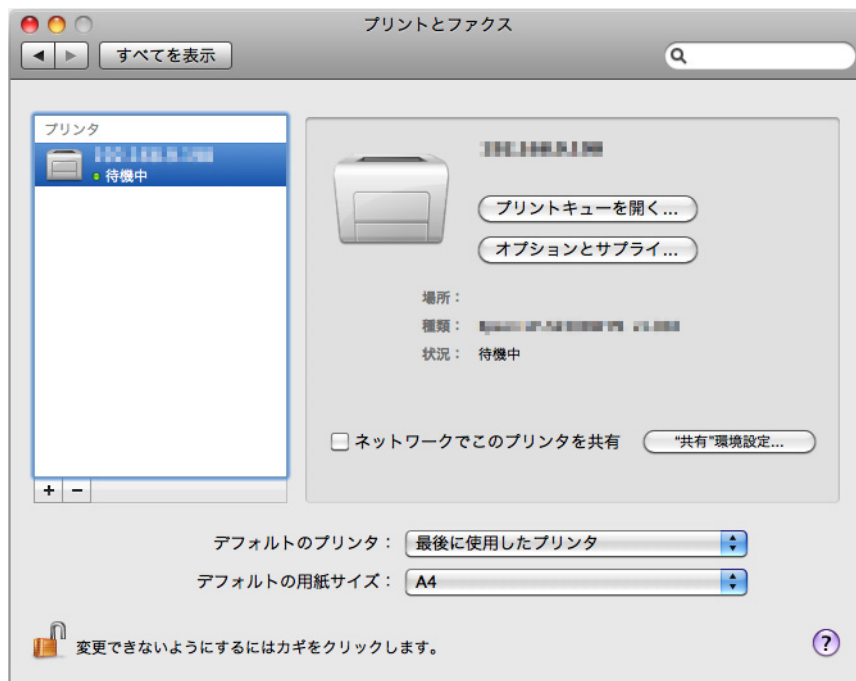 プリントとファクス
すべてを表示
プリンタ
待機中
プリントキューを開く...
オプションとサプライ...
場所：
種類：
状況： 待機中
ネットワークでこのプリンタを共有 “共有”環境設定...
+ −
デフォルトのプリンタ： 最後に使用したプリンタ
デフォルトの用紙サイズ： A4
変更できないようにするにはカギをクリックします。
?